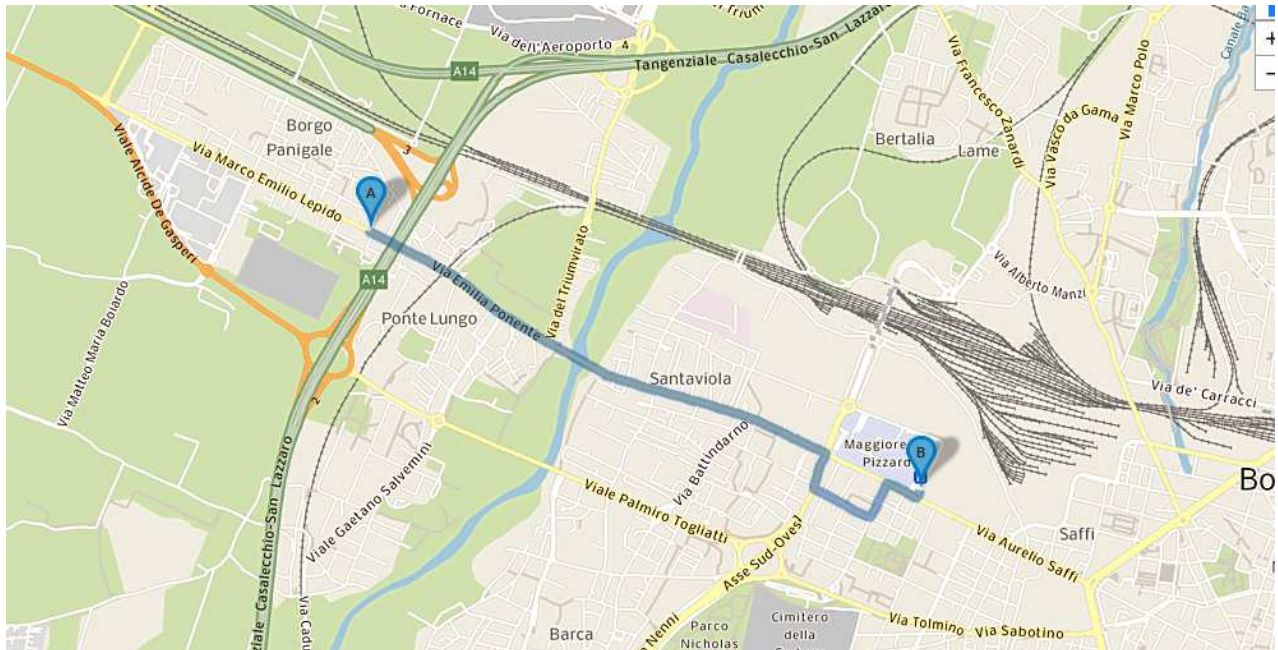 Fornace
Via dell'Aeroporto
4
Tangenziale Casalecchio-San Lazzaro
A14
+
−
Borgo
Panigale
3
Via Marco Emilio Lepido
A
Viale Alcide De Gasperi
Via Francesco Zanardi
Via Vasco da Gama
Via Marco Polo
Bertalia
Lame
A14
Via Emilia Ponente
Via del Triumvirato
Via Alberto Manzi
Ponte Lungo
Via Matteo Maria Boiardo
Santaviola
Via de' Carracci
2
Maggiore
Pizzard
B
Bo
Via Battindarno
Viale Gaetano Salvemini
Viale Palmiro Togliatti
Asse Sud-Ovest
Via Aurelio Saffi
Saffi
Casalecchio-San Lazzaro
Via Cadu
Barca
Nenni
Parco
Nicholas
Cimitero
della
Via Tolmino
Via Sabotino